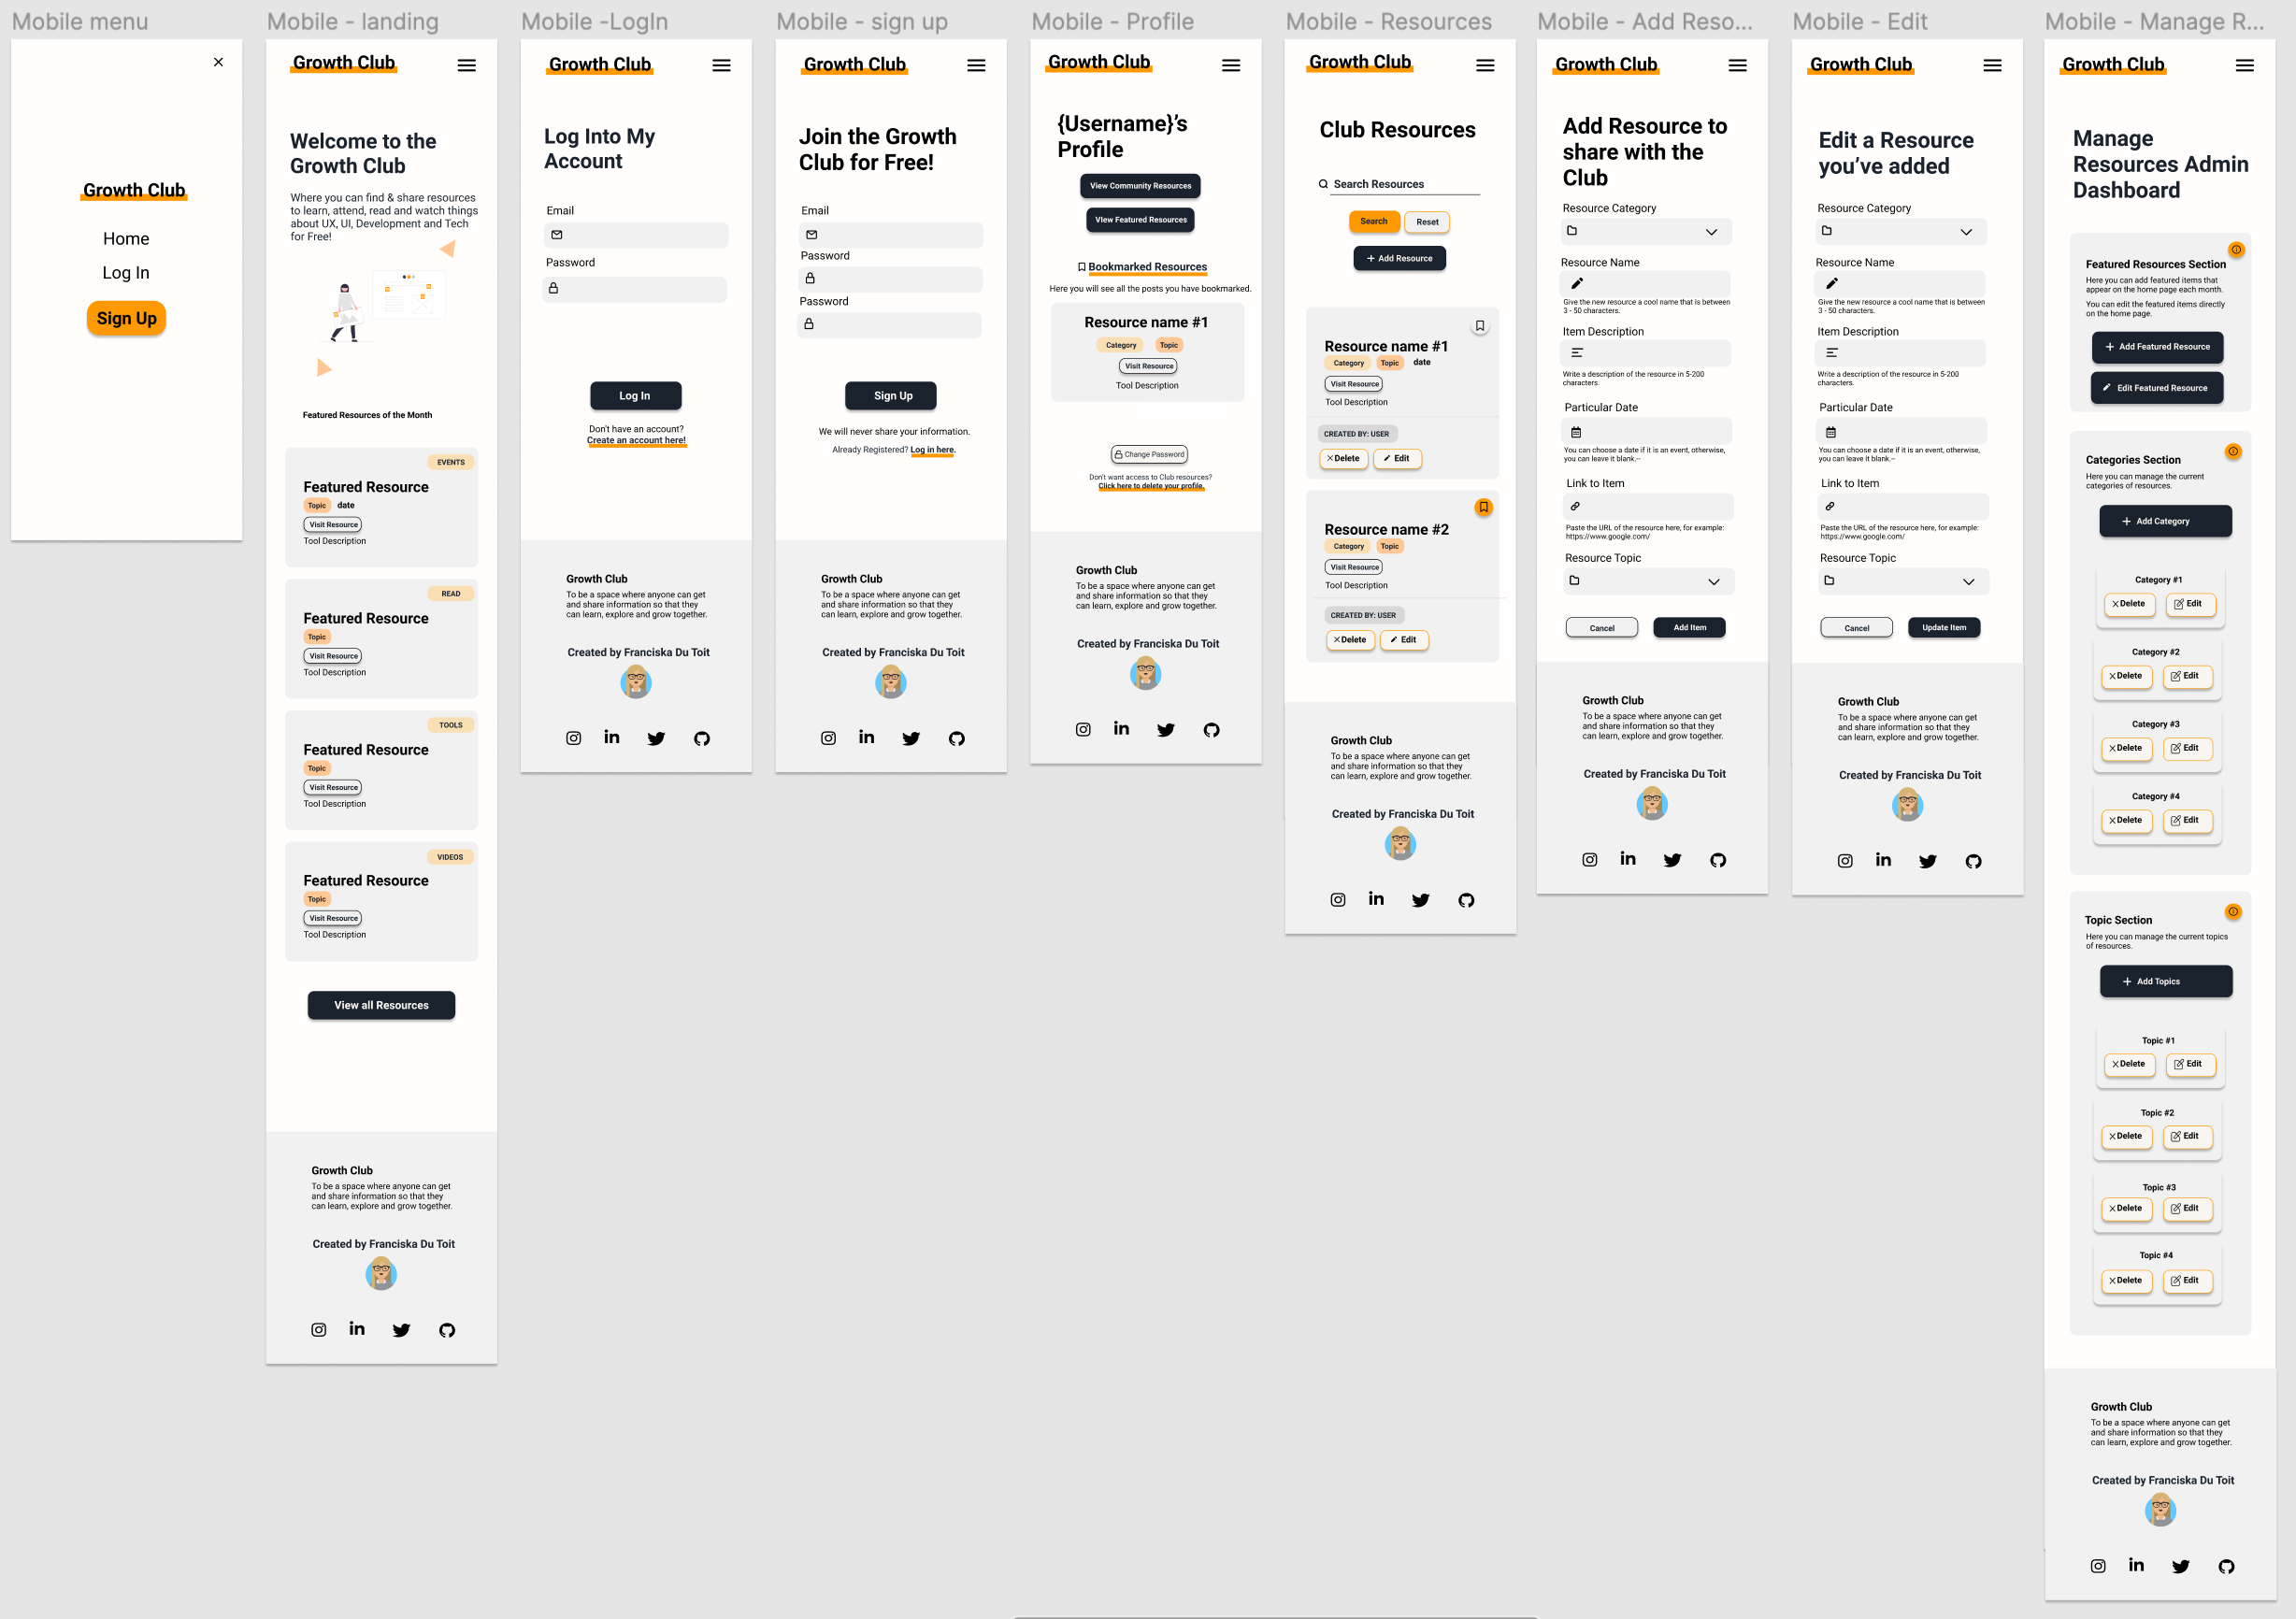 Mobile menu
Growth Club
Home
Log In
Sign Up
Mobile - landing
Growth Club
Welcome to the
Growth Club
Where you can find & share resources
to learn, attend, read and watch things
about UX, UI, Development and Tech
for Free!
Featured Resources of the Month
EVENTS
Featured Resource
Topic date
Visit Resource
Tool Description
READ
Featured Resource
Topic
Visit Resource
Tool Description
TOOLS
Featured Resource
Topic
Visit Resource
Tool Description
VIDEOS
Featured Resource
Topic
Visit Resource
Tool Description
View all Resources
Growth Club
To be a space where anyone can get
and share information so that they
can learn, explore and grow together.
Created by Franciska Du Toit
Mobile -LogIn
Growth Club
Log Into My
Account
Email
Password
Log In
Don't have an account?
Create an account here!
Growth Club
To be a space where anyone can get
and share information so that they
can learn, explore and grow together.
Created by Franciska Du Toit
Mobile - sign up
Growth Club
Join the Growth
Club for Free!
Email
Password
Password
Sign Up
We will never share your information.
Already Registered? Log in here.
Growth Club
To be a space where anyone can get
and share information so that they
can learn, explore and grow together.
Created by Franciska Du Toit
Mobile - Profile
Growth Club
{Username}'s
Profile
View Community Resources
View Featured Resources
Bookmarked Resources
Here you will see all the posts you have bookmarked.
Resource name #1
Category Topic
Visit Resource
Tool Description
Change Password
Don't want access to Club resources?
Click here to delete your profile.
Growth Club
To be a space where anyone can get
and share information so that they
can learn, explore and grow together.
Created by Franciska Du Toit
Mobile - Resources
Growth Club
Club Resources
Search Resources
Search Reset
+ Add Resource
Resource name #1
Category Topic date
Visit Resource
Tool Description
CREATED BY: USER
Delete Edit
Resource name #2
Category Topic
Visit Resource
Tool Description
CREATED BY: USER
Delete Edit
Growth Club
To be a space where anyone can get
and share information so that they
can learn, explore and grow together.
Created by Franciska Du Toit
Mobile - Add Reso...
Growth Club
Add Resource to
share with the
Club
Resource Category
Resource Name
Give the new resource a cool name that is between
3 - 50 characters.
Item Description
Write a description of the resource in 5-200
characters.
Particular Date
You can choose a date if it is an event, otherwise,
you can leave it blank.--
Link to Item
Paste the URL of the resource here, for example:
https://www.google.com/
Resource Topic
Cancel Add Item
Growth Club
To be a space where anyone can get
and share information so that they
can learn, explore and grow together.
Created by Franciska Du Toit
Mobile - Edit
Growth Club
Edit a Resource
you've added
Resource Category
Resource Name
Give the new resource a cool name that is between
3 - 50 characters.
Item Description
Write a description of the resource in 5-200
characters.
Particular Date
You can choose a date if it is an event, otherwise,
you can leave it blank.--
Link to Item
Paste the URL of the resource here, for example:
https://www.google.com/
Resource Topic
Cancel Update Item
Growth Club
To be a space where anyone can get
and share information so that they
can learn, explore and grow together.
Created by Franciska Du Toit
Mobile - Manage R...
Growth Club
Manage
Resources Admin
Dashboard
Featured Resources Section
Here you can add featured items that
appear on the home page each month.
You can edit the featured items directly
on the home page.
+ Add Featured Resource
Edit Featured Resource
Categories Section
Here you can manage the current
categories of resources.
+ Add Category
Category #1
Delete Edit
Category #2
Delete Edit
Category #3
Delete Edit
Category #4
Delete Edit
Topic Section
Here you can manage the current topics
of resources.
+ Add Topics
Topic #1
Delete Edit
Topic #2
Delete Edit
Topic #3
Delete Edit
Topic #4
Delete Edit
Growth Club
To be a space where anyone can get
and share information so that they
can learn, explore and grow together.
Created by Franciska Du Toit